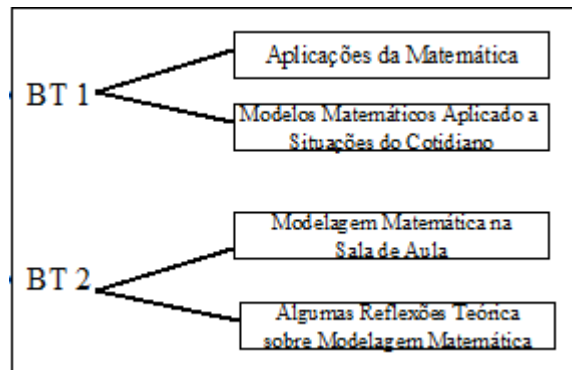 BT 1
Aplicações da Matemática
Modelos Matemáticos Aplicado a
Situações do Cotidiano
BT 2
Modelagem Matemática na
Sala de Aula
Algumas Reflexões Teórica
sobre Modelagem Matemática